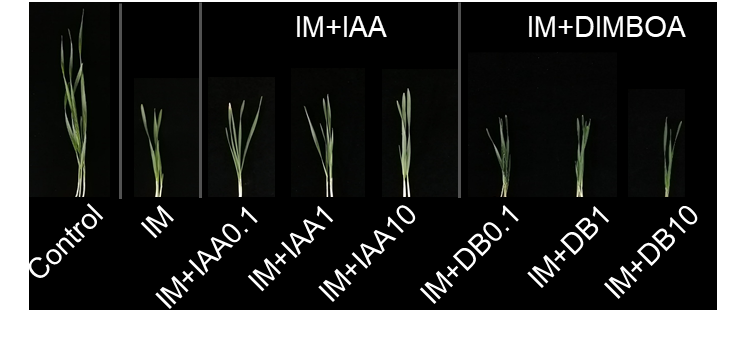 IM+IAA
IM+DIMBOA
Control
IM
IM+IAA0.1
IM+IAA1
IM+IAA10
IM+DB0.1
IM+DB1
IM+DB10